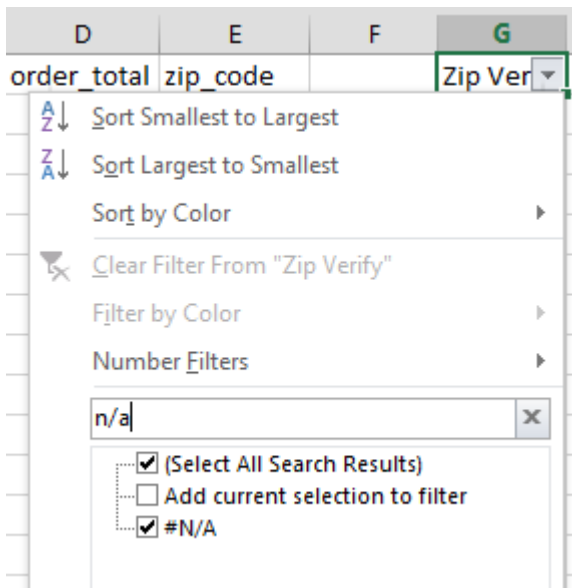 D E F G
order_total zip_code Zip Ver
A Z Sort Smallest to Largest
Z A Sort Largest to Smallest
Sort by Color
Clear Filter From "Zip Verify"
Filter by Color
Number Filters
n/a
(Select All Search Results)
Add current selection to filter
#N/A